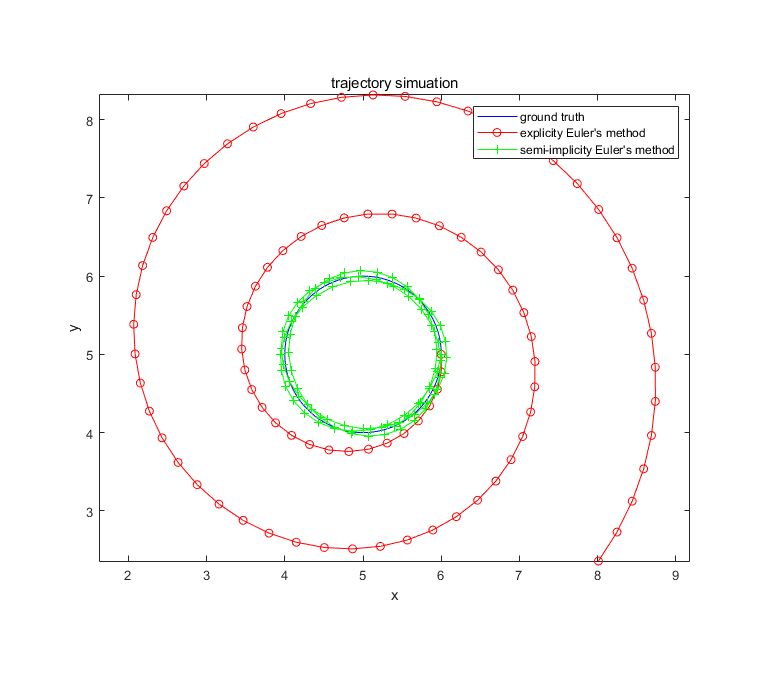 trajectory simuation
ground truth
explicity Euler's method
semi-implicity Euler's method
8
7
6
5
4
3
y
2 3 4 5 6 7 8 9
x